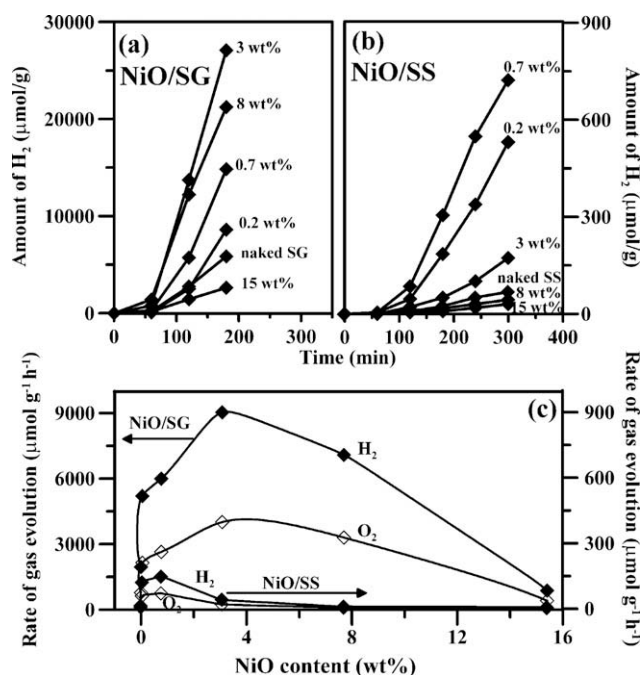 30000
20000
10000
0
Amount of H₂ (μmol/g)
(a)
NiO/SG
3 wt%
8 wt%
0.7 wt%
0.2 wt%
naked SG
15 wt%
0 100 200 300
(b)
NiO/SS
0.7 wt%
0.2 wt%
3 wt%
naked SS
8 wt%
15 wt%
0 100 200 300 400
900
600
300
0
Amount of H₂ (μmol/g)
Time (min)
Rate of gas evolution (μmol g⁻¹ h⁻¹)
9000
6000
3000
0
(c)
NiO/SG
H₂
O₂
H₂
NiO/SS
O₂
900
600
300
0
Rate of gas evolution (μmol g⁻¹ h⁻¹)
0 4 8 12 16
NiO content (wt%)